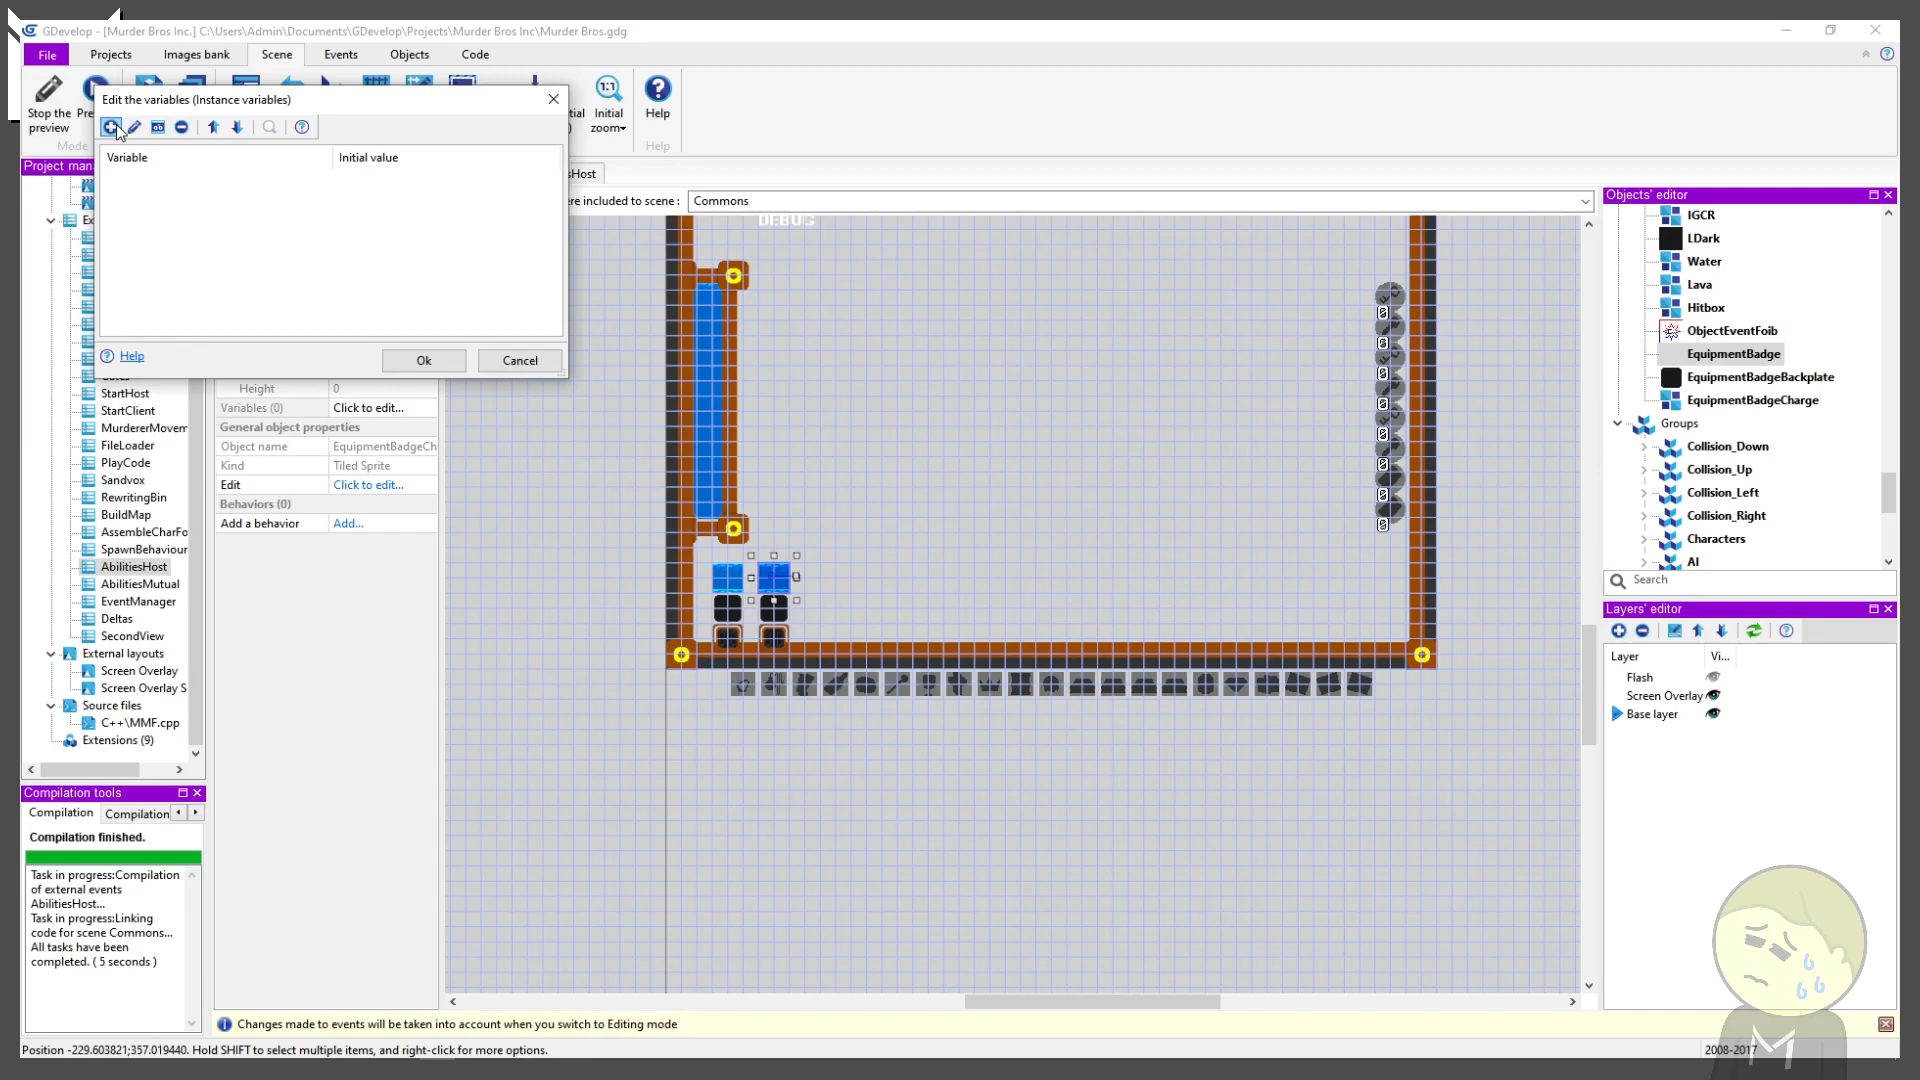 GDevelop - [Murder Bros Inc.] C:\Users\Admin\Documents\GDevelop\Projects\Murder Bros Inc\Murder Bros.gdg
File
Projects
Images bank
Scene
Events
Objects
Code
Stop the
preview
Initial
zoom
Help
Mode
Help
Edit the variables (Instance variables)
Variable
Initial value
Help
Ok
Cancel
Project man
StartHost
StartClient
MurdererMovem
FileLoader
PlayCode
Sandvox
RewritingBin
BuildMap
AssembleCharFo
SpawnBehaviour
AbilitiesHost
AbilitiesMutual
EventManager
Deltas
SecondView
External layouts
Screen Overlay
Screen Overlay S
Source files
C++\MMF.cpp
Extensions (9)
Compilation tools
Compilation
Compilation
Compilation finished.
Task in progress:Compilation
of external events
AbilitiesHost...
Task in progress:Linking
code for scene Commons...
All tasks have been
completed. ( 5 seconds )
Height
0
Variables (0)
Click to edit...
General object properties
Object name
EquipmentBadgeCh
Kind
Tiled Sprite
Edit
Click to edit...
Behaviors (0)
Add a behavior
Add...
sHost
ere included to scene :
Commons
DEBUG
Objects' editor
IGCR
LDark
Water
Lava
Hitbox
ObjectEventFoib
EquipmentBadge
EquipmentBadgeBackplate
EquipmentBadgeCharge
Groups
Collision_Down
Collision_Up
Collision_Left
Collision_Right
Characters
AI
Search
Layers' editor
Layer
Vi...
Flash
Screen Overlay
Base layer
Changes made to events will be taken into account when you switch to Editing mode
Position -229.603821;357.019440. Hold SHIFT to select multiple items, and right-click for more options.
2008-2017